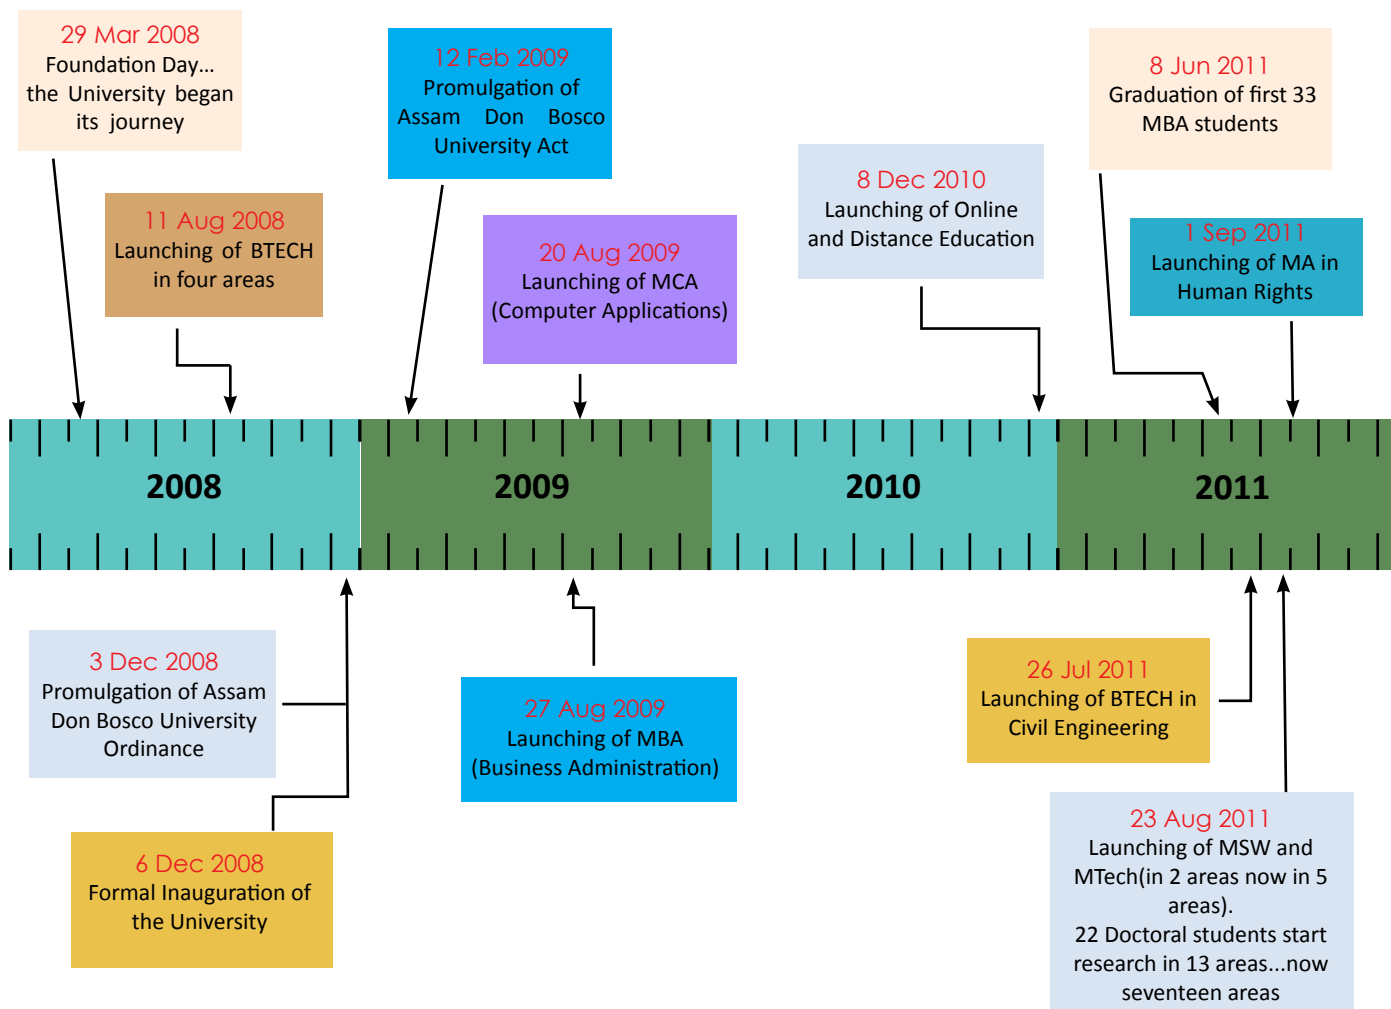 29 Mar 2008
Foundation Day...
the University began
its journey
11 Aug 2008
Launching of BTECH
in four areas
12 Feb 2009
Promulgation of
Assam Don Bosco
University Act
20 Aug 2009
Launching of MCA
(Computer Applications)
8 Dec 2010
Launching of Online
and Distance Education
8 Jun 2011
Graduation of first 33
MBA students
1 Sep 2011
Launching of MA in
Human Rights
2008
2009
2010
2011
3 Dec 2008
Promulgation of Assam
Don Bosco University
Ordinance
6 Dec 2008
Formal Inauguration of
the University
27 Aug 2009
Launching of MBA
(Business Administration)
26 Jul 2011
Launching of BTECH in
Civil Engineering
23 Aug 2011
Launching of MSW and
MTech(in 2 areas now in 5
areas).
22 Doctoral students start
research in 13 areas...now
seventeen areas